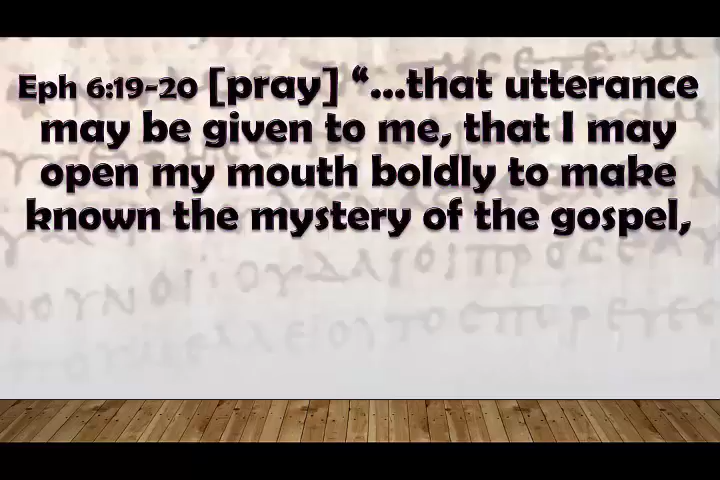 Eph 6:19-20 [pray] “...that utterance
may be given to me, that I may
open my mouth boldly to make
known the mystery of the gospel,